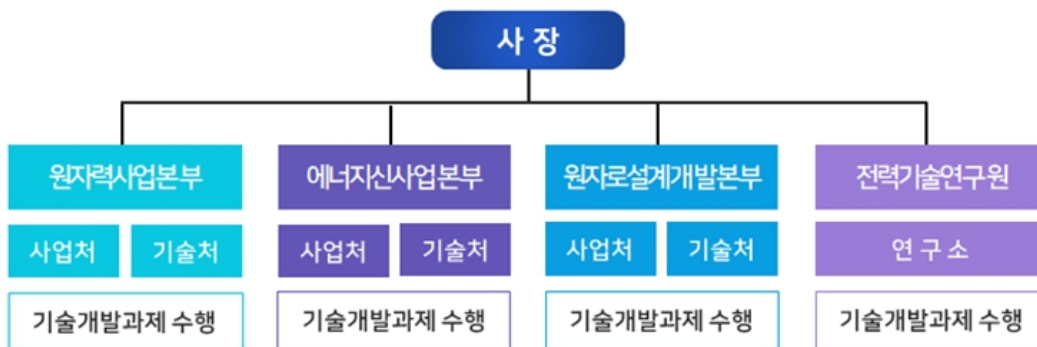 사 장
원자력사업본부 에너지신사업본부 원자로설계개발본부 전력기술연구원
사업처 기술처 사업처 기술처 사업처 기술처 연 구 소
기술개발과제 수행 기술개발과제 수행 기술개발과제 수행 기술개발과제 수행